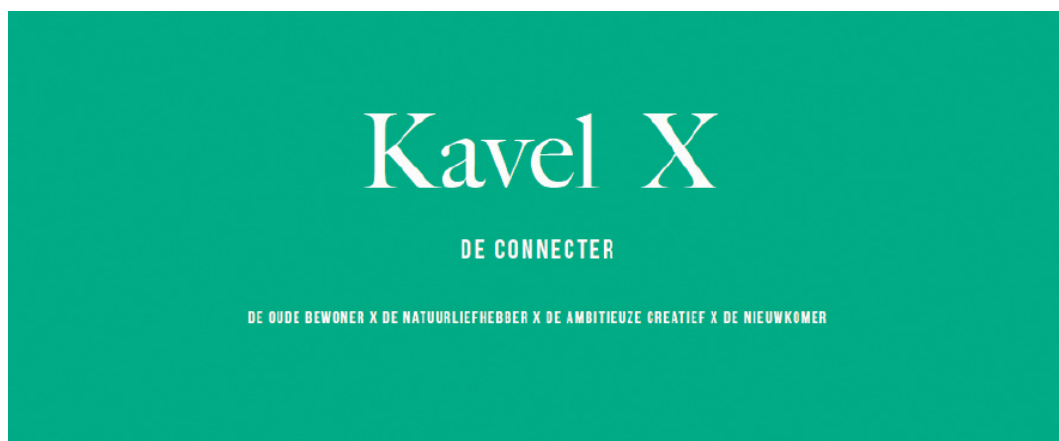 Kavel X
DE CONNECTER
DE OUDE BEWONER X DE NATUURLIEFHEBBER X DE AMBITIEUZE CREATIEF X DE NIEUWKOMER